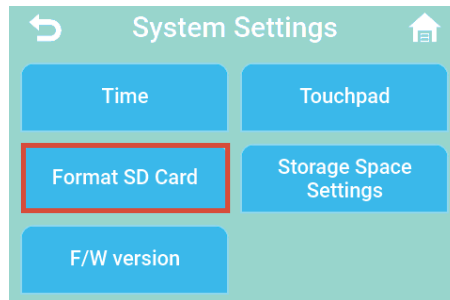 System Settings
Time
Touchpad
Format SD Card
Storage Space
Settings
F/W version